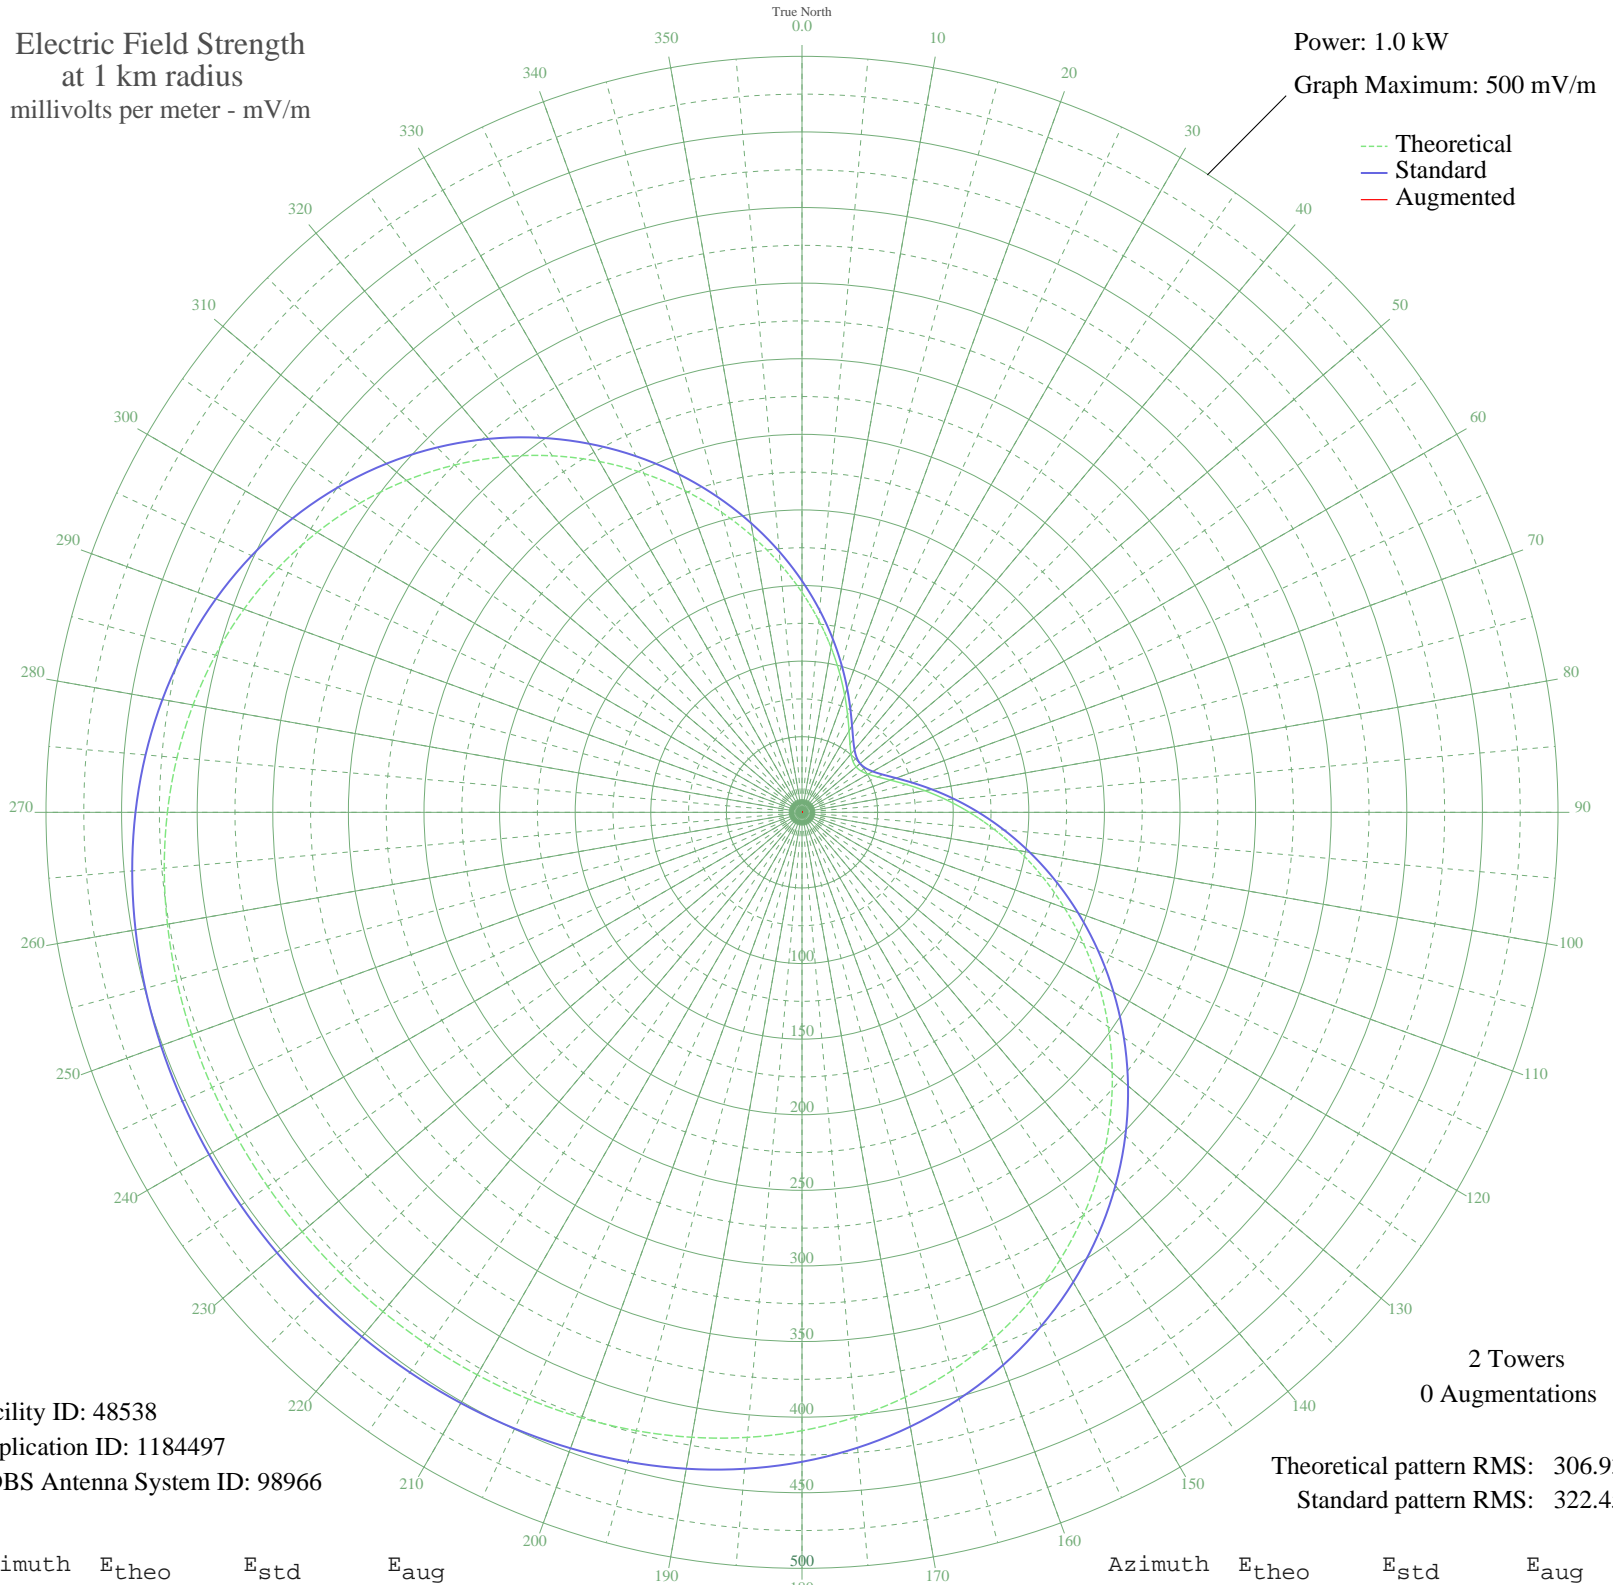 True North
Electric Field Strength
at 1 km radius
millivolts per meter - mV/m
Power: 1.0 kW
Graph Maximum: 500 mV/m
Theoretical
Standard
Augmented
0.0
10
20
30
40
50
60
70
80
90
100
110
120
130
140
150
160
170
190
200
210
220
230
240
250
260
270
280
290
300
310
320
330
340
350
100
150
200
250
300
350
400
450
500
2 Towers
0 Augmentations
cility ID: 48538
plication ID: 1184497
DBS Antenna System ID: 98966
Theoretical pattern RMS: 306.9
Standard pattern RMS: 322.4
imuth Etheo Estd Eaug
Azimuth Etheo Estd Eaug